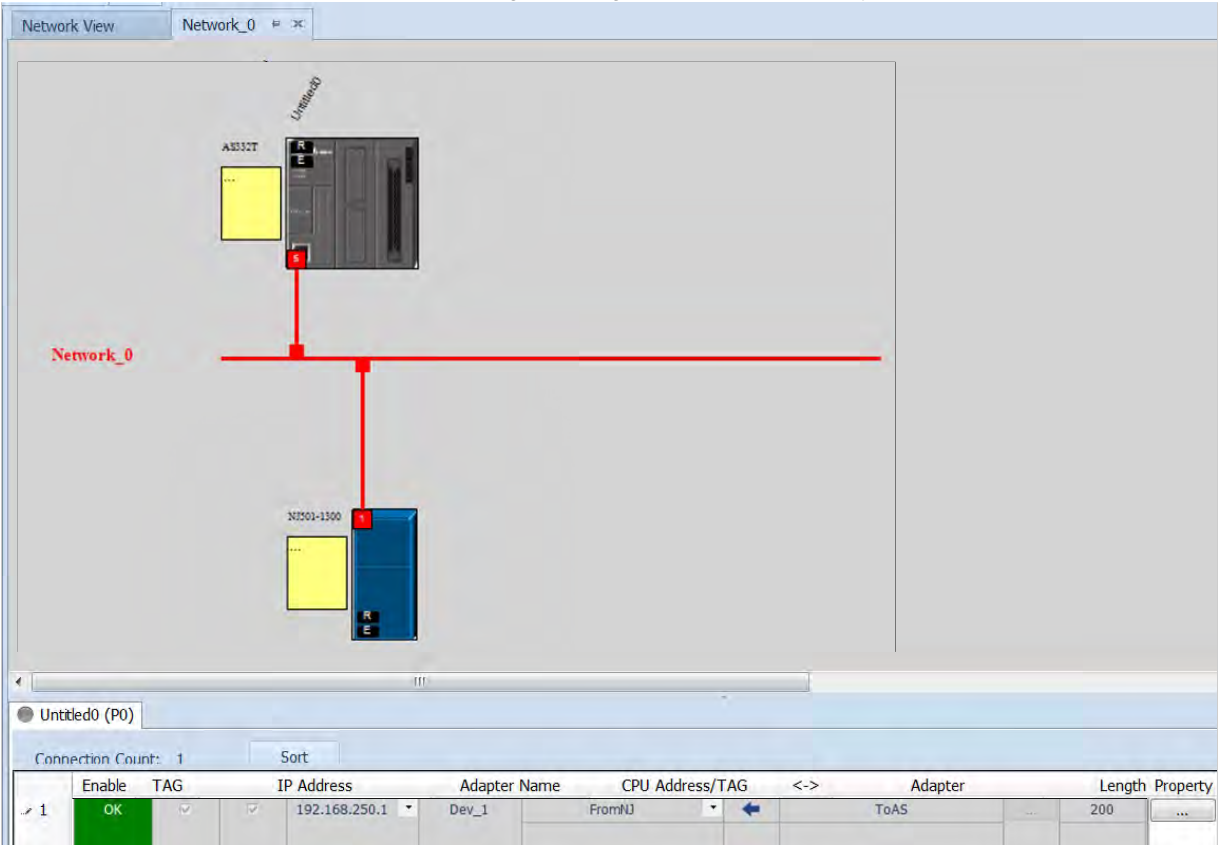 Network View
Network_0
Untitled0
AS332T
R
E
...
5
Network_0
NJ501-1300
1
...
R
E
Untitled0 (P0)
Connection Count: 1 Sort
Enable TAG IP Address Adapter Name CPU Address/TAG <-> Adapter Length Property
1 OK 192.168.250.1 Dev_1 FromNJ ToAS ... 200 ...